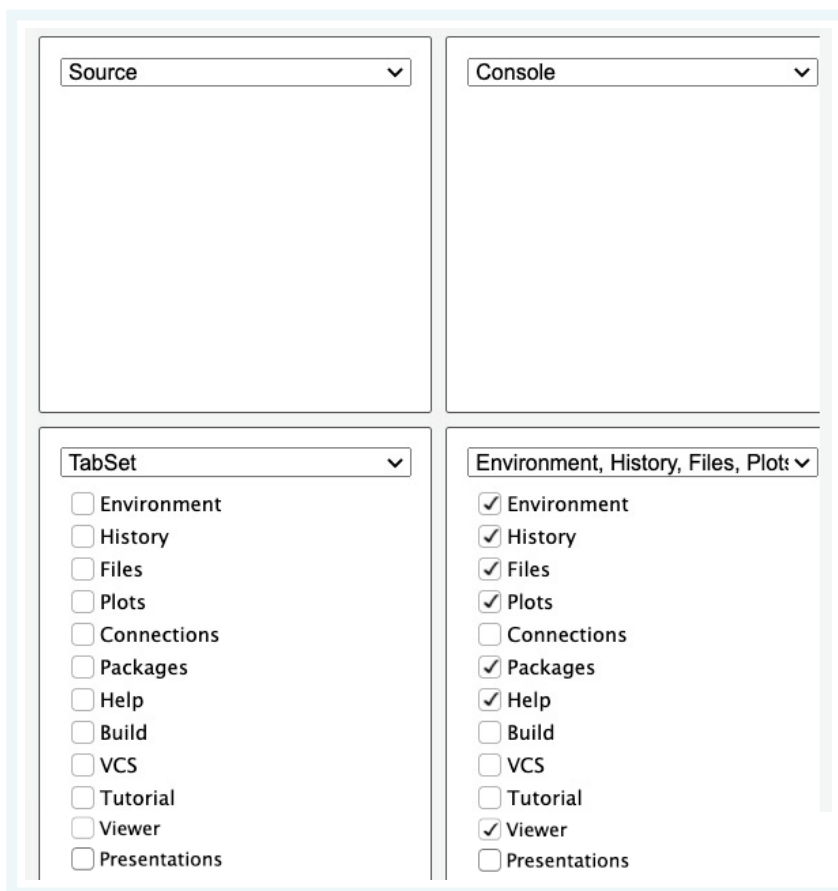 Source
Console
TabSet
Environment
History
Files
Plots
Connections
Packages
Help
Build
VCS
Tutorial
Viewer
Presentations
Environment, History, Files, Plots
Environment
History
Files
Plots
Connections
Packages
Help
Build
VCS
Tutorial
Viewer
Presentations